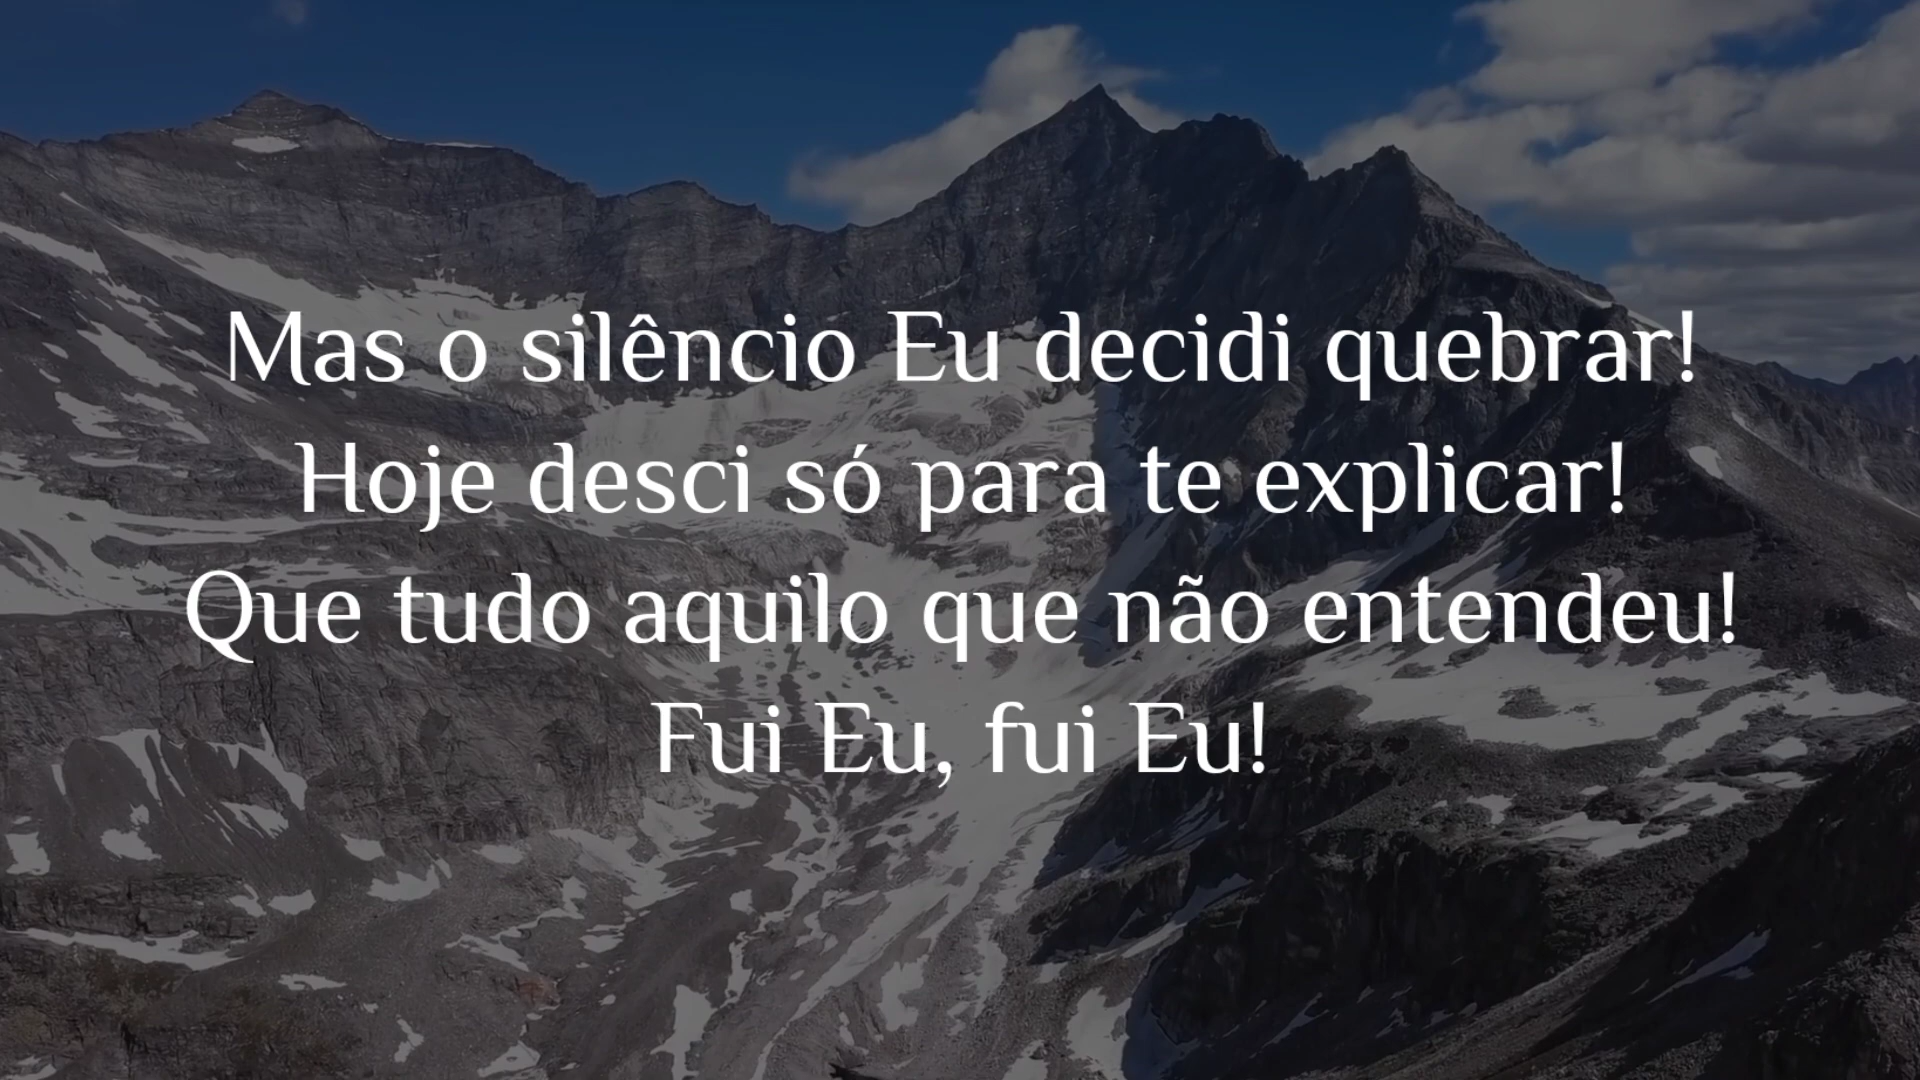 Mas o silêncio Eu decidi quebrar!
Hoje desci só para te explicar!
Que tudo aquilo que não entendeu!
Fui Eu, fui Eu!